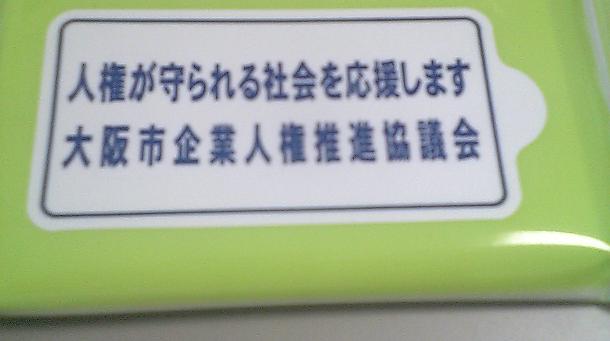 人権が守られる社会を応援します
大阪市企業人権推進協議会